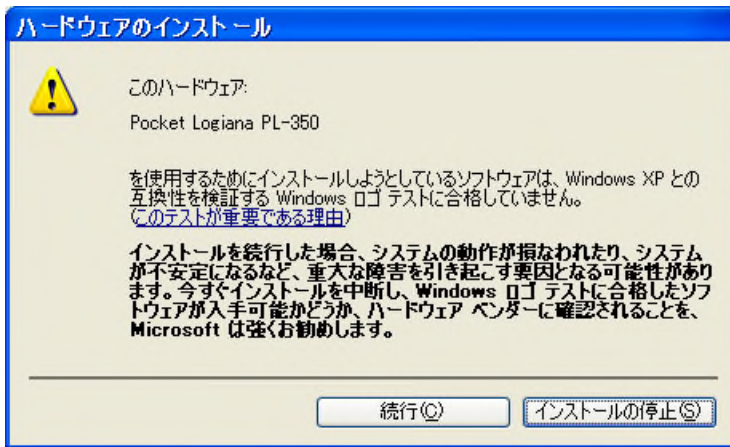 ハードウェアのインストール
このハードウェア:
Pocket Logiana PL-350
を使用するためにインストールしようとしているソフトウェアは、Windows XP との
互換性を検証する Windows ロゴ テストに合格していません。
(このテストが重要である理由)
インストールを続行した場合、システムの動作が損なわれたり、システム
が不安定になるなど、重大な障害を引き起こす要因となる可能性があり
ます。今すぐインストールを中断し、Windows ロゴ テストに合格したソフ
トウェアが入手可能かどうか、ハードウェア ベンダーに確認されることを、
Microsoft は強くお勧めします。
続行(C)
インストールの停止(S)